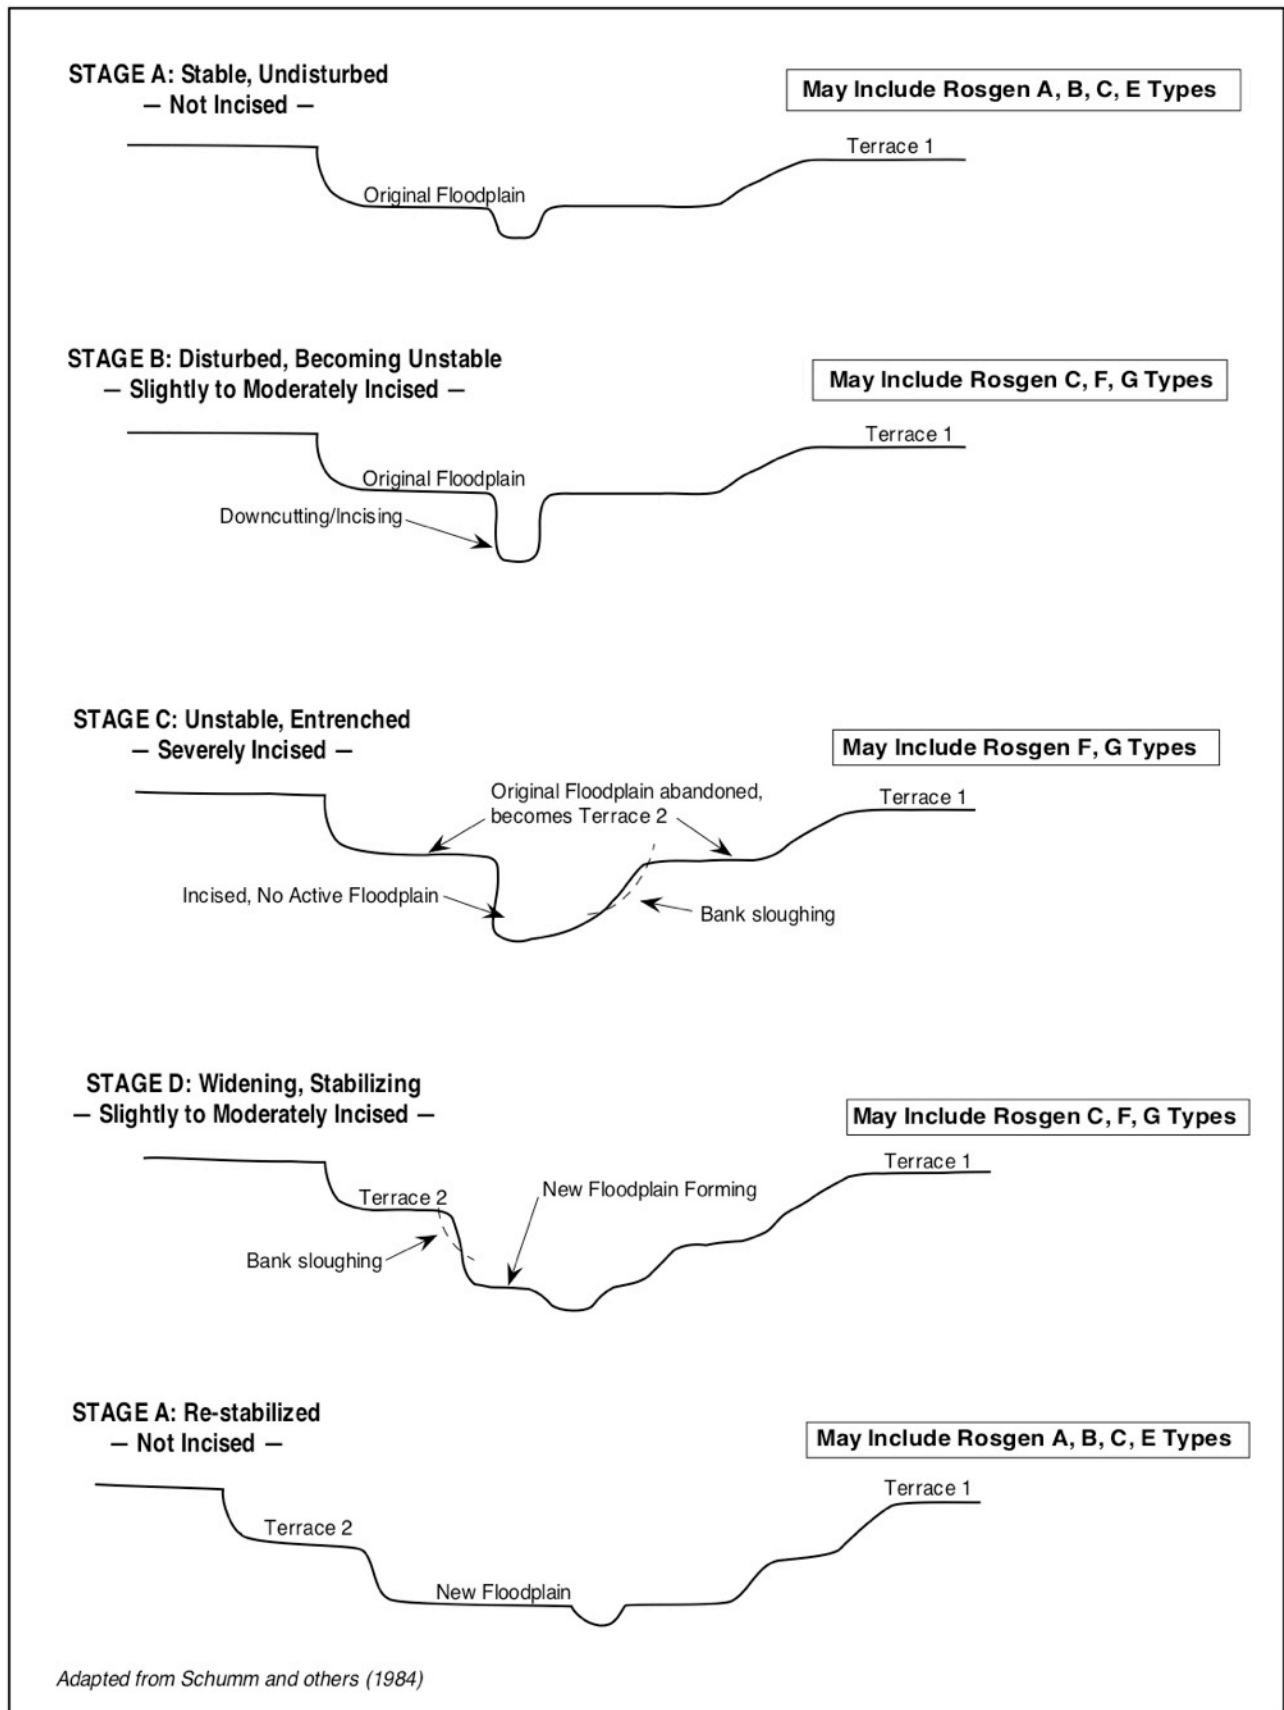 STAGE A: Stable, Undisturbed
— Not Incised —
May Include Rosgen A, B, C, E Types
Terrace 1
Original Floodplain
STAGE B: Disturbed, Becoming Unstable
— Slightly to Moderately Incised —
May Include Rosgen C, F, G Types
Terrace 1
Original Floodplain
Downcutting/Incising
STAGE C: Unstable, Entrenched
— Severely Incised —
May Include Rosgen F, G Types
Original Floodplain abandoned,
becomes Terrace 2
Terrace 1
Incised, No Active Floodplain
Bank sloughing
STAGE D: Widening, Stabilizing
— Slightly to Moderately Incised —
May Include Rosgen C, F, G Types
Terrace 1
Terrace 2
New Floodplain Forming
Bank sloughing
STAGE A: Re-stabilized
— Not Incised —
May Include Rosgen A, B, C, E Types
Terrace 1
Terrace 2
New Floodplain
Adapted from Schumm and others (1984)